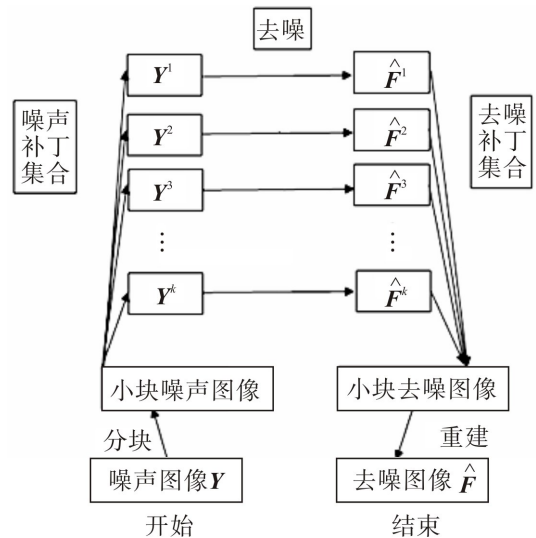 去噪
Y¹
F̂¹
噪声
补丁
集合
去噪
补丁
集合
Y²
F̂²
Y³
F̂³
⋮
⋮
Yᵏ
F̂ᵏ
小块噪声图像
小块去噪图像
分块
重建
噪声图像Y
去噪图像 F̂
开始
结束